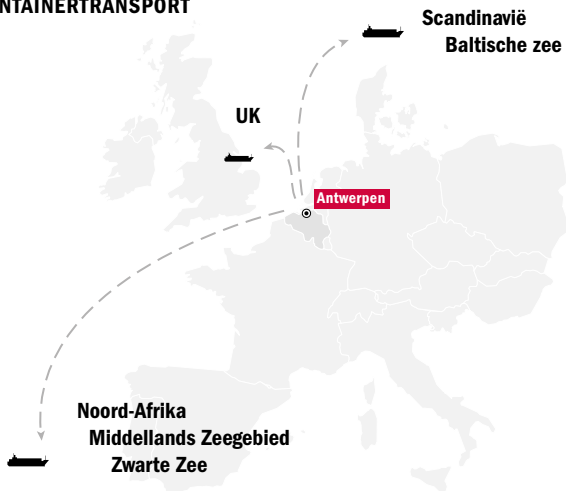 NTAINERTRANSPORT
Scandinavië
Baltische zee
UK
Antwerpen
Noord-Afrika
Middellands Zeegebied
Zwarte Zee